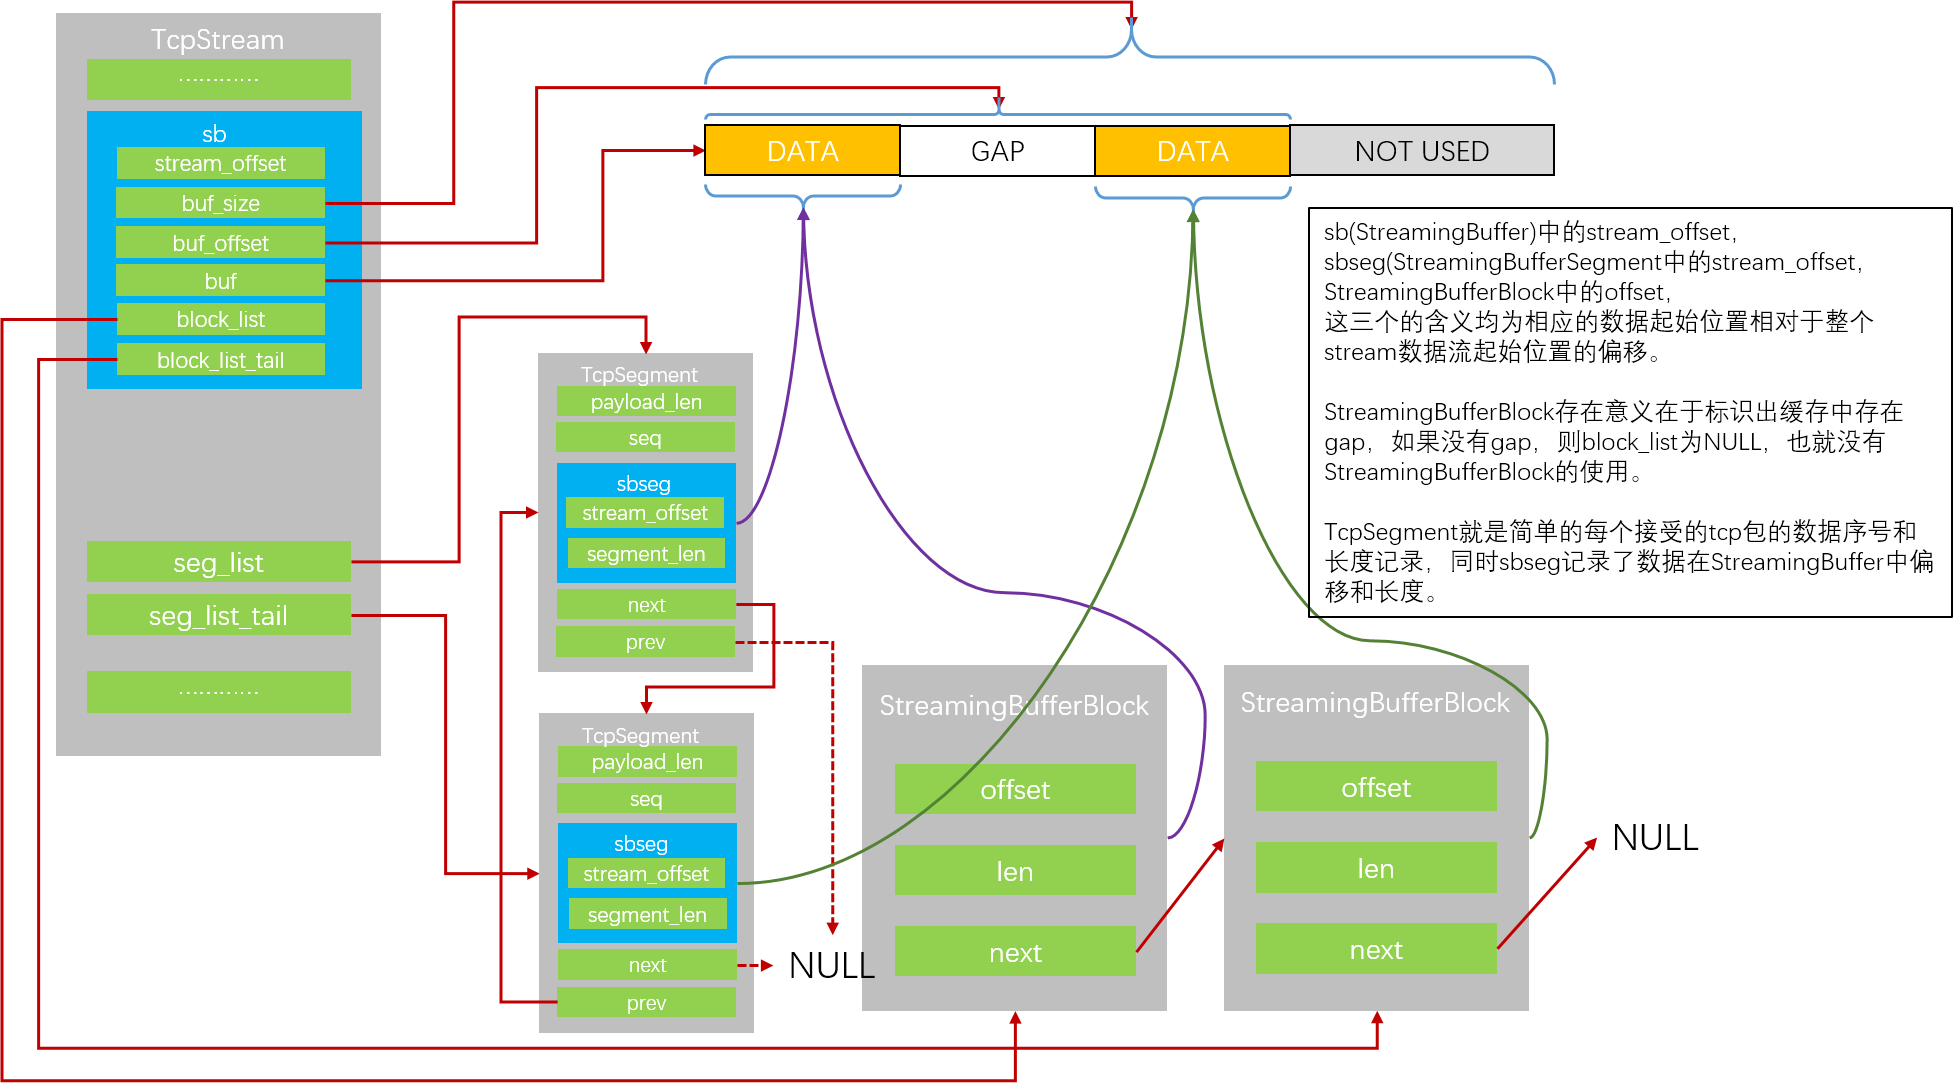 TcpStream
…………
sb
stream_offset
buf_size
buf_offset
buf
block_list
block_list_tail
seg_list
seg_list_tail
…………
DATA
GAP
DATA
NOT USED
TcpSegment
payload_len
seq
sbseg
stream_offset
segment_len
next
prev
TcpSegment
payload_len
seq
sbseg
stream_offset
segment_len
next
prev
NULL
StreamingBufferBlock
offset
len
next
StreamingBufferBlock
offset
len
next
NULL
sb(StreamingBuffer)中的stream_offset,
sbseg(StreamingBufferSegment中的stream_offset,
StreamingBufferBlock中的offset,
这三个的含义均为相应的数据起始位置相对于整个
stream数据流起始位置的偏移。
StreamingBufferBlock存在意义在于标识出缓存中存在
gap，如果没有gap，则block_list为NULL，也就没有
StreamingBufferBlock的使用。
TcpSegment就是简单的每个接受的tcp包的数据序号和
长度记录，同时sbseg记录了数据在StreamingBuffer中偏
移和长度。